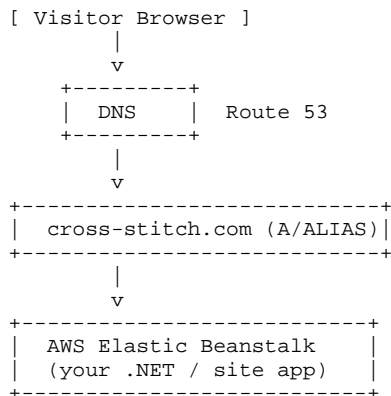 [ Visitor Browser ]
DNS Route 53
cross-stitch.com (A/ALIAS)
AWS Elastic Beanstalk
(your .NET / site app)